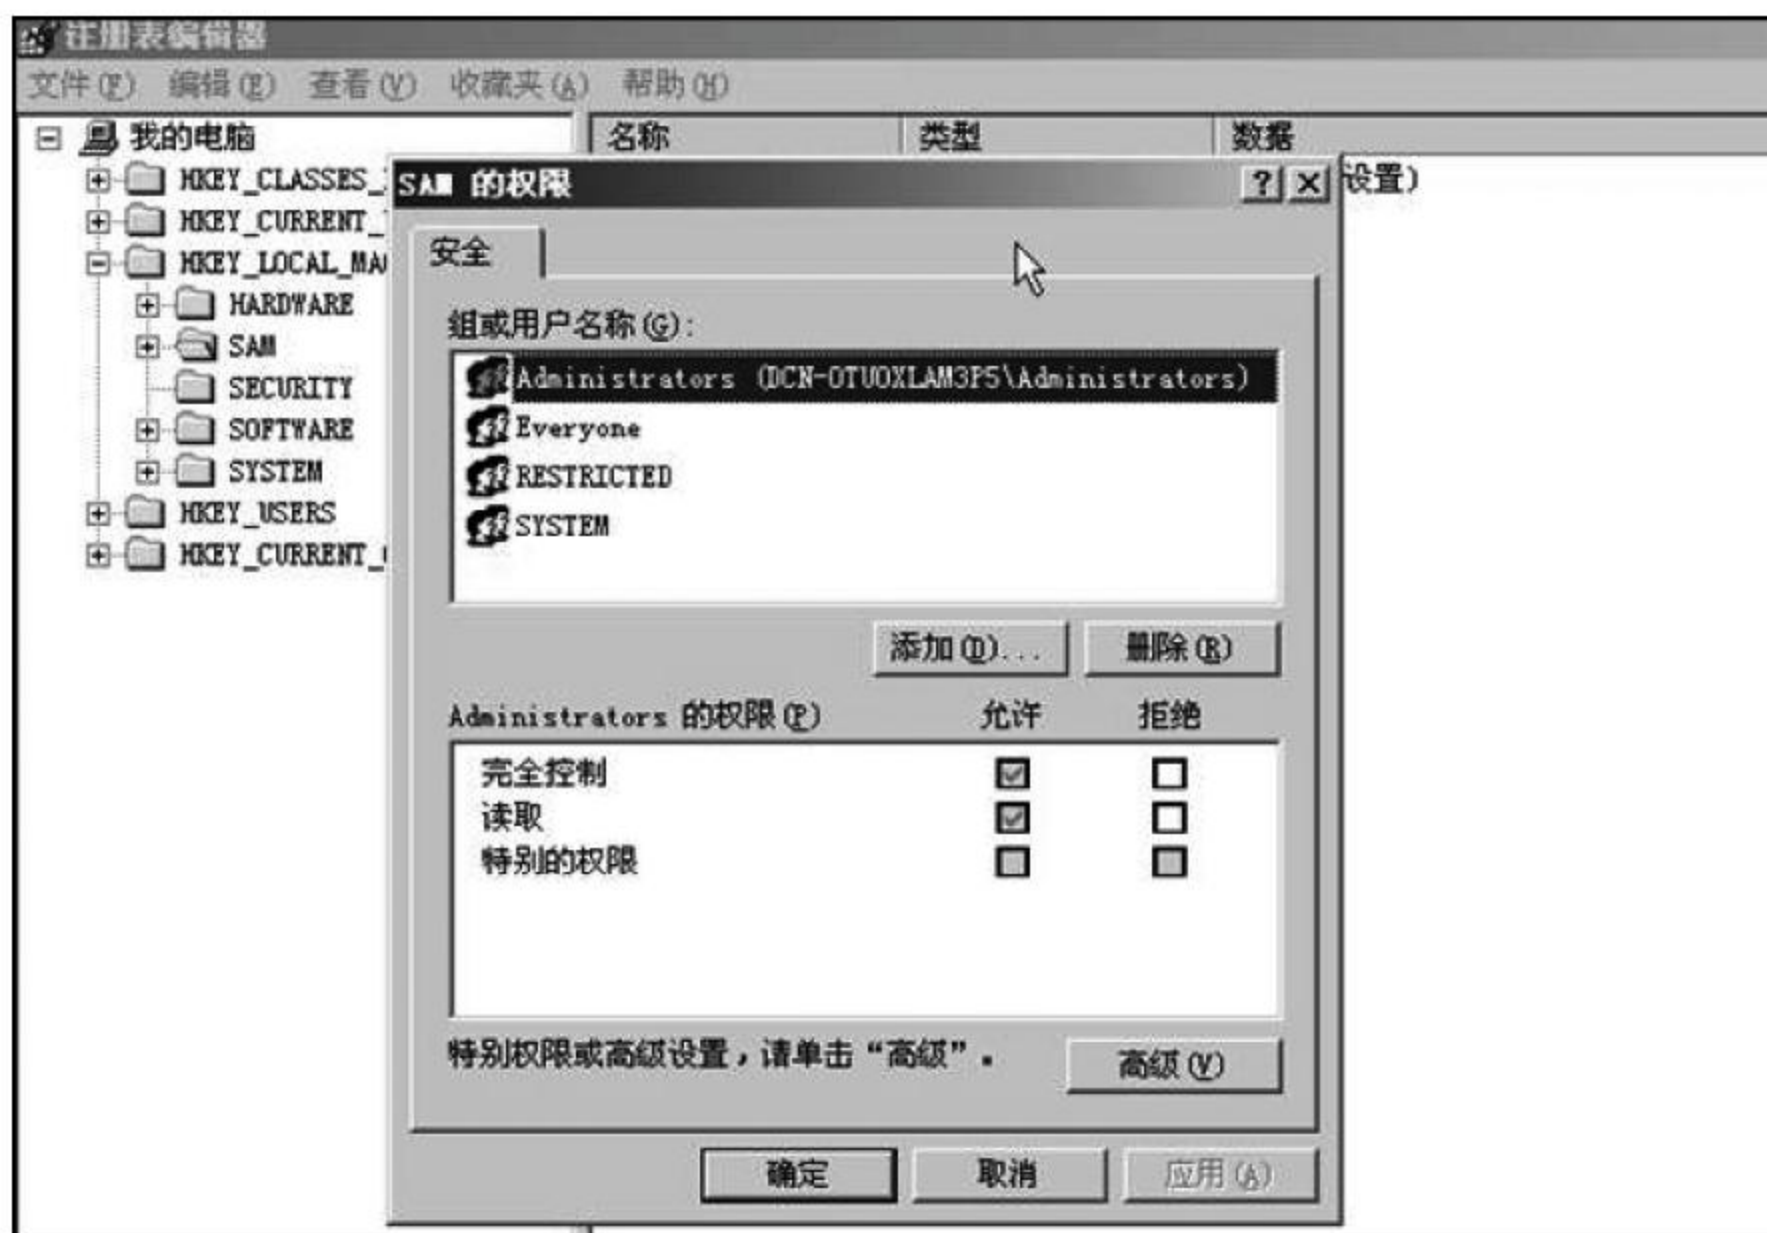 注册表编辑器
文件(F) 编辑(E) 查看(V) 收藏夹(A) 帮助(H)
我的电脑
名称 类型 数据
HKEY_CLASSES_
设置)
HKEY_CURRENT_
HKEY_LOCAL_MA
HARDWARE
SAM
SECURITY
SOFTWARE
SYSTEM
HKEY_USERS
HKEY_CURRENT_
SAM 的权限
安全
组或用户名称(G):
Administrators (DCN-OTUOXLAM3P5\Administrators)
Everyone
RESTRICTED
SYSTEM
添加(D)... 删除(R)
Administrators 的权限(P) 允许 拒绝
完全控制
读取
特别的权限
特别权限或高级设置，请单击“高级”。
高级(V)
确定 取消 应用(A)